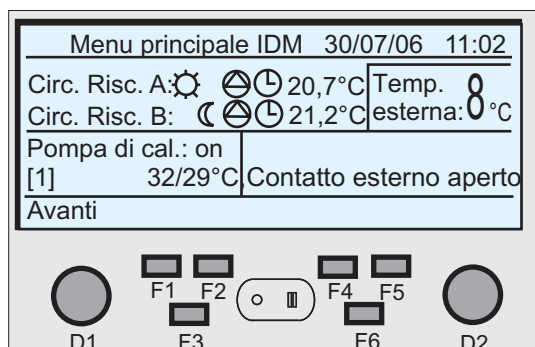 Menu principale IDM 30/07/06 11:02
Circ. Risc. A: 20,7°C Temp. esterna: 8 °C
Circ. Risc. B: 21,2°C
Pompa di cal.: on
[1] 32/29°C Contatto esterno aperto
Avanti
F1 F2 F4 F5
D1 F3 F6 D2